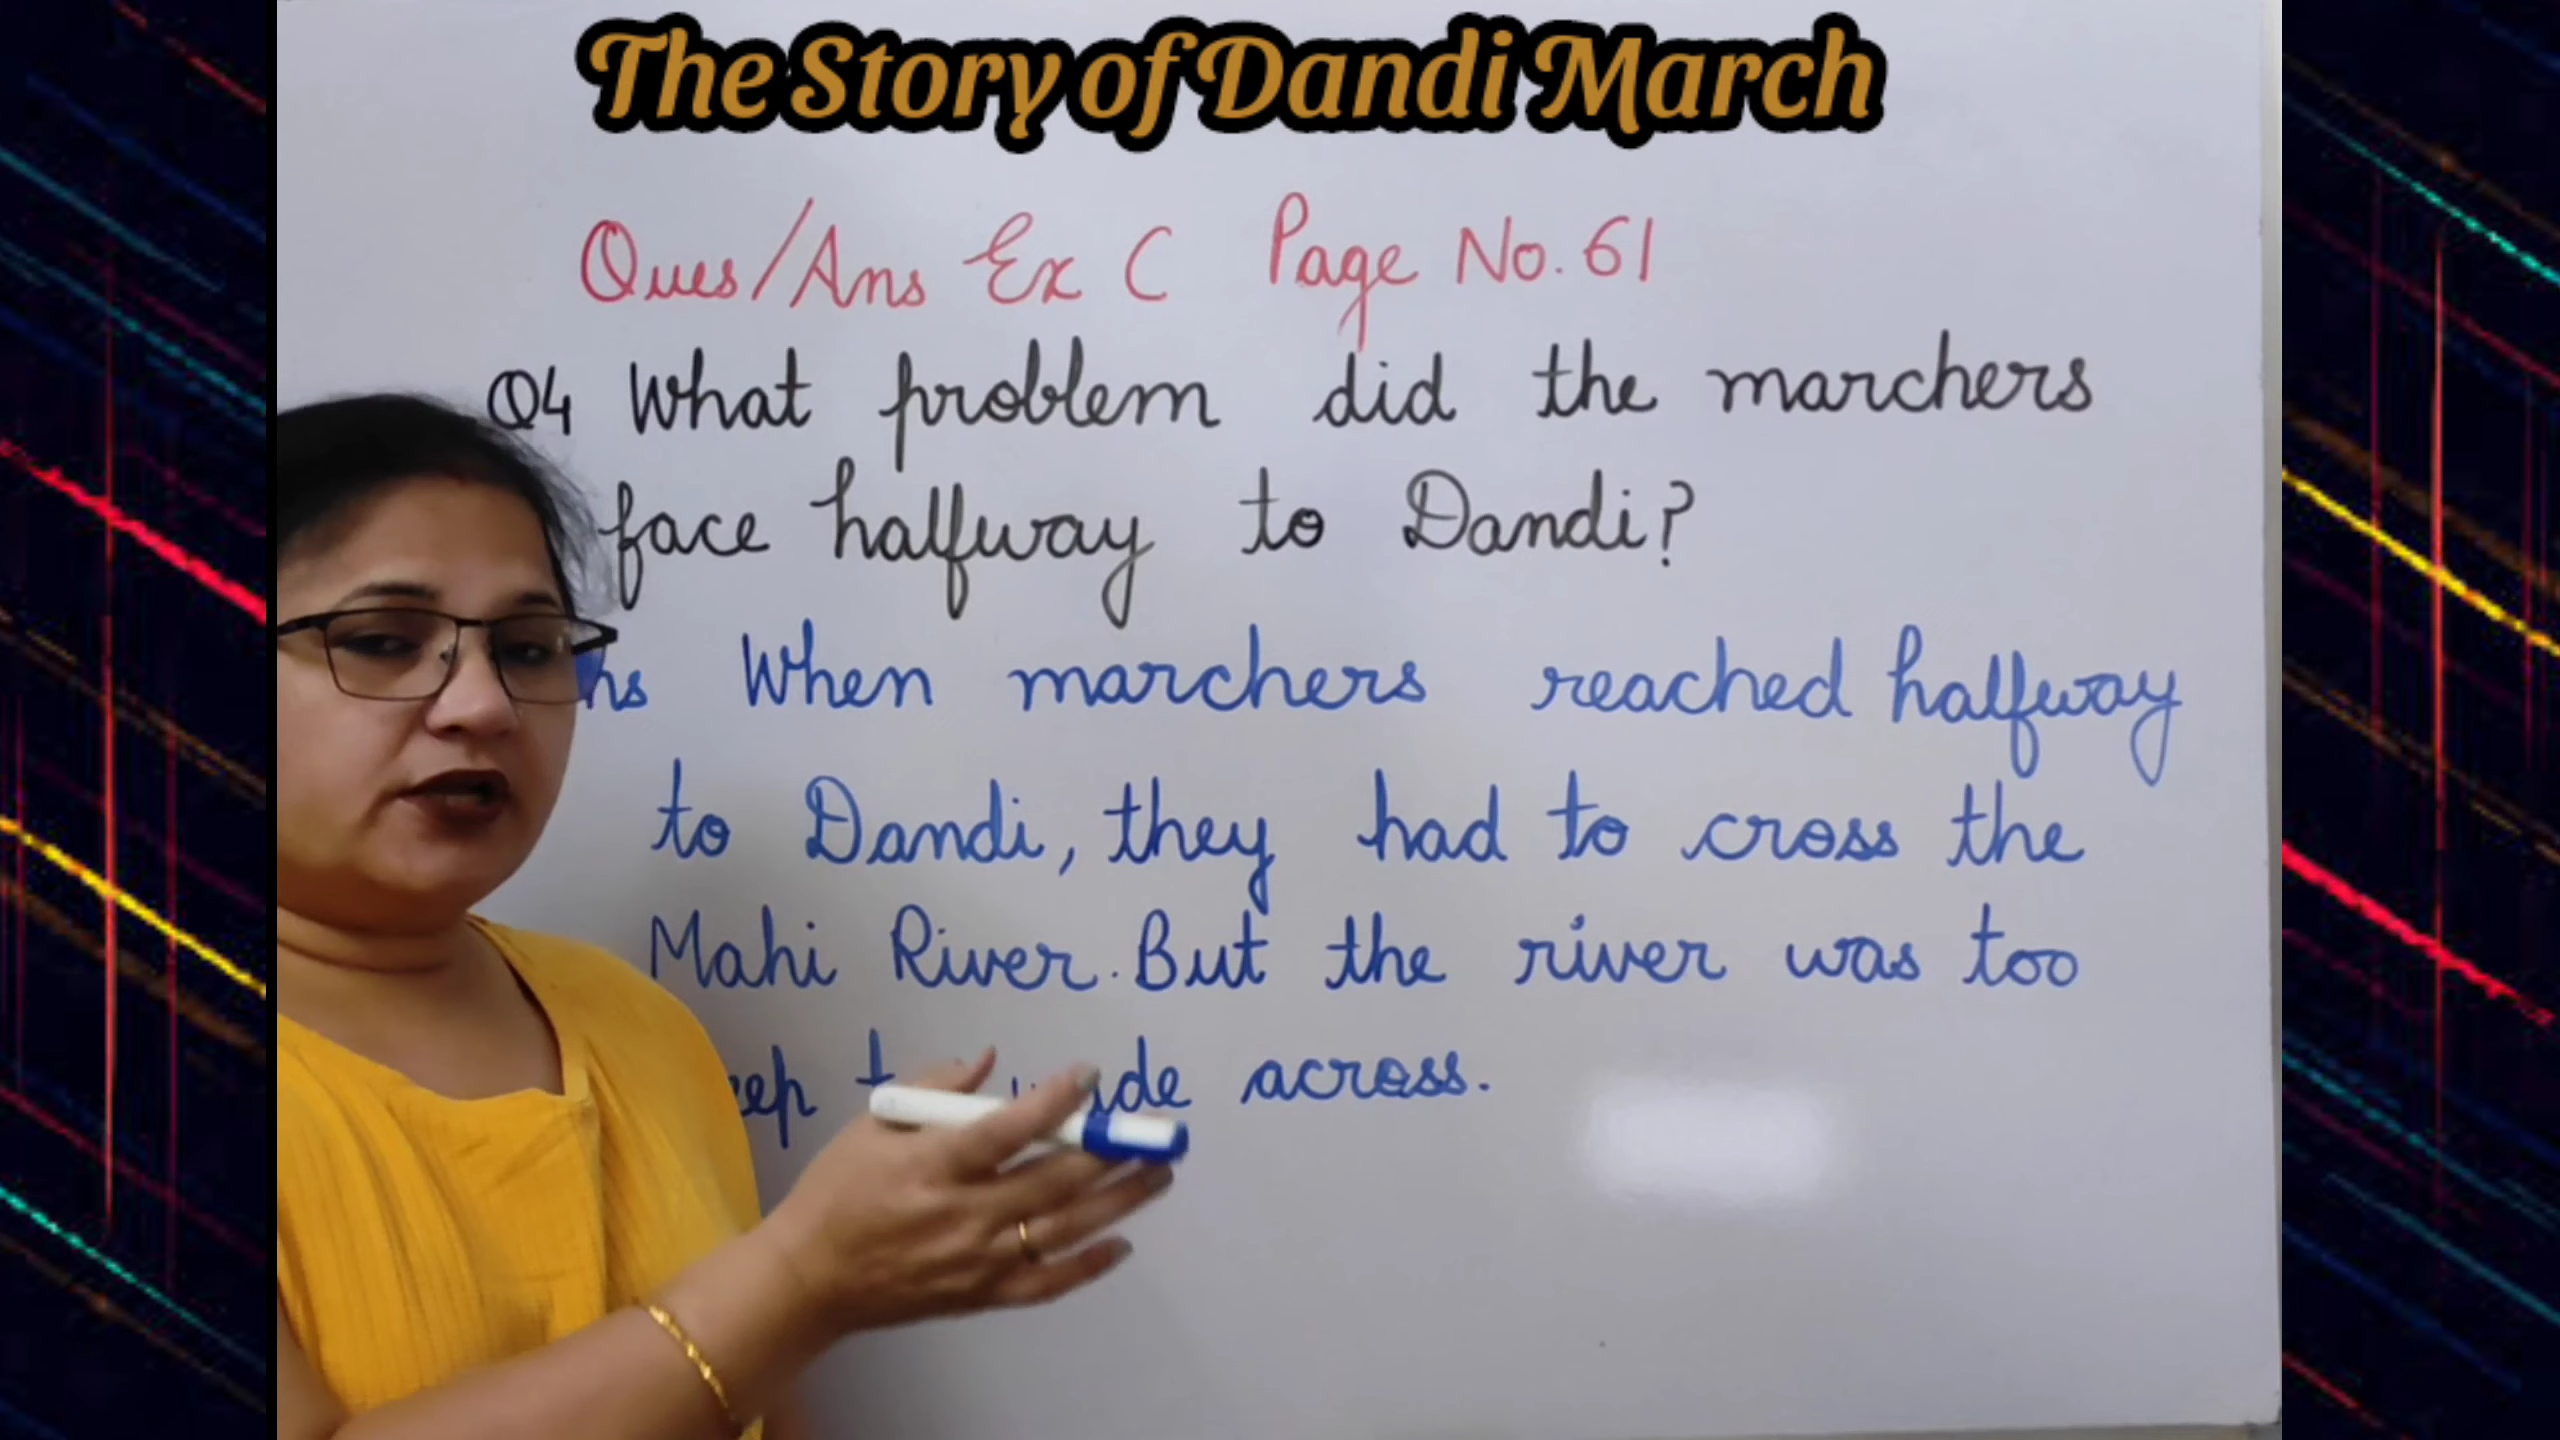 The Story of Dandi March
Ques/Ans Ex C Page No. 61
Q4 What problem did the marchers
face halfway to Dandi?
When marchers reached halfway
to Dandi, they had to cross the
Mahi River. But the river was too
across.